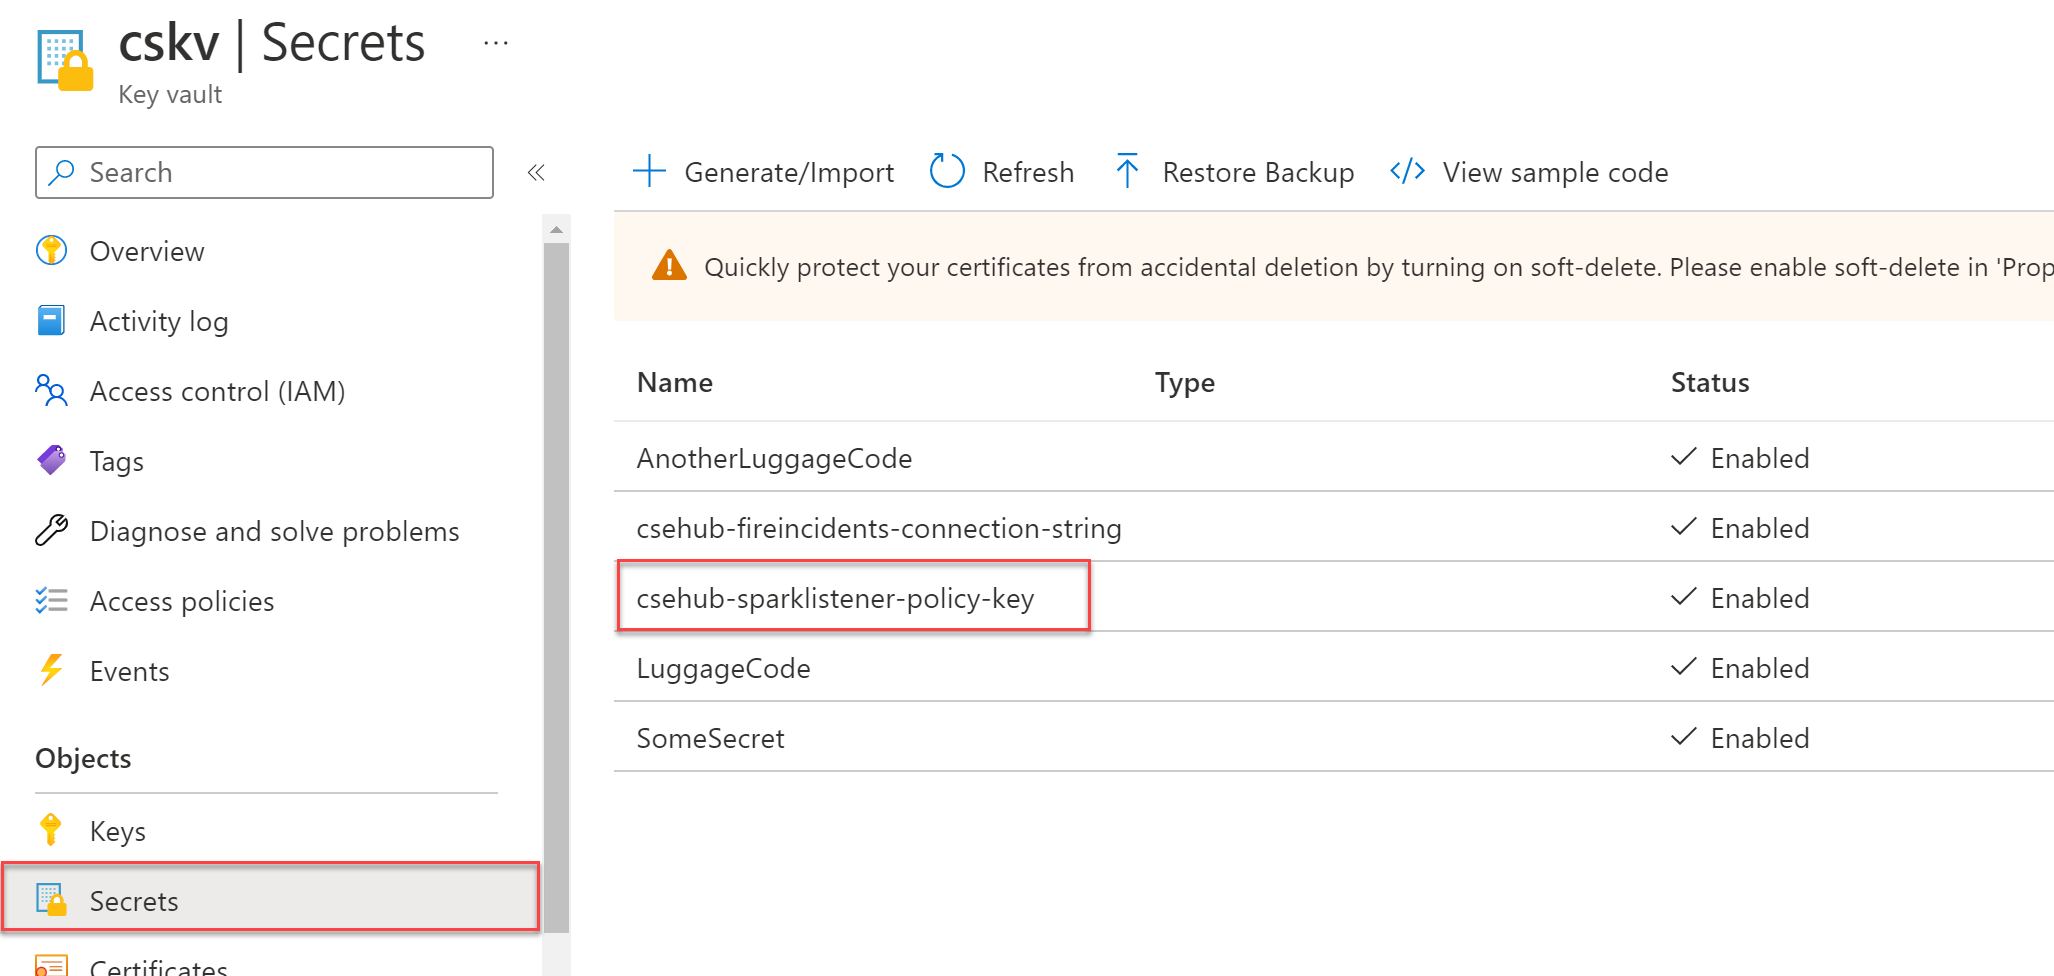 cskv | Secrets ...
Key vault
Search
«
Overview
Activity log
Access control (IAM)
Tags
Diagnose and solve problems
Access policies
Events
Objects
Keys
Secrets
Certificates
Generate/Import Refresh Restore Backup View sample code
Quickly protect your certificates from accidental deletion by turning on soft-delete. Please enable soft-delete in 'Prop
Name Type Status
AnotherLuggageCode Enabled
csehub-fireincidents-connection-string Enabled
csehub-sparklistener-policy-key Enabled
LuggageCode Enabled
SomeSecret Enabled